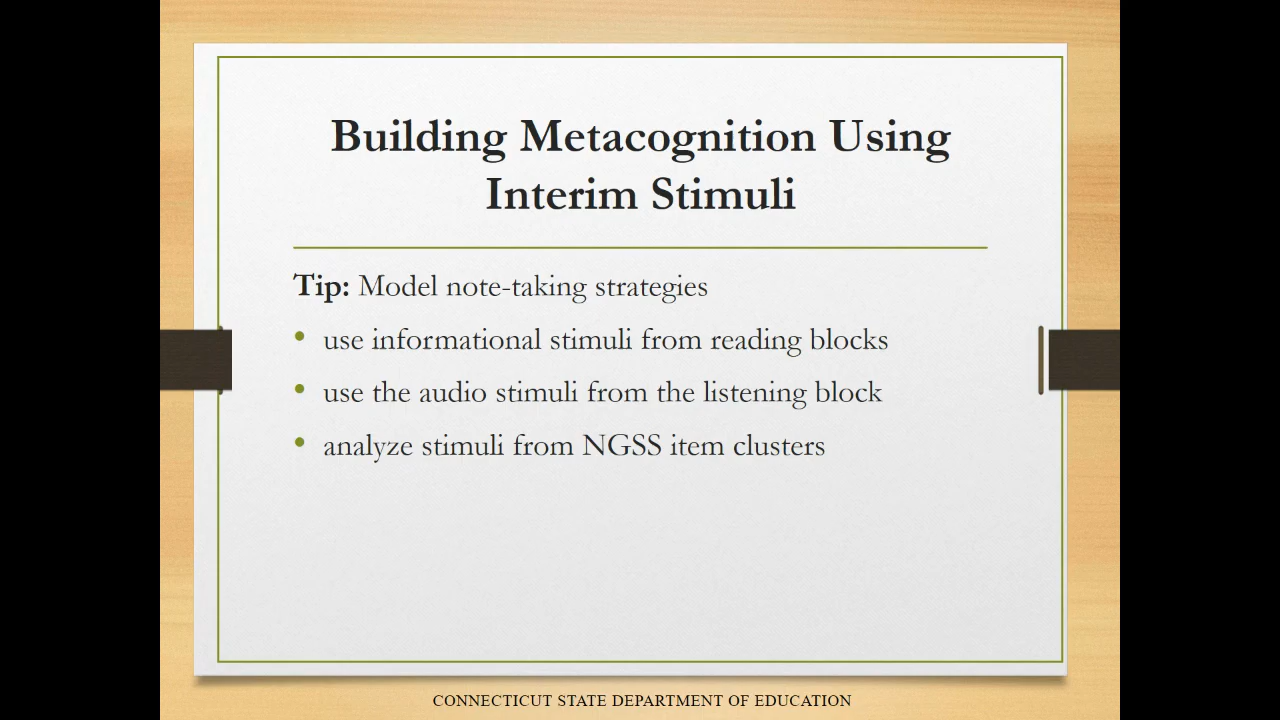 Building Metacognition Using
Interim Stimuli
Tip: Model note-taking strategies
• use informational stimuli from reading blocks
• use the audio stimuli from the listening block
• analyze stimuli from NGSS item clusters
CONNECTICUT STATE DEPARTMENT OF EDUCATION